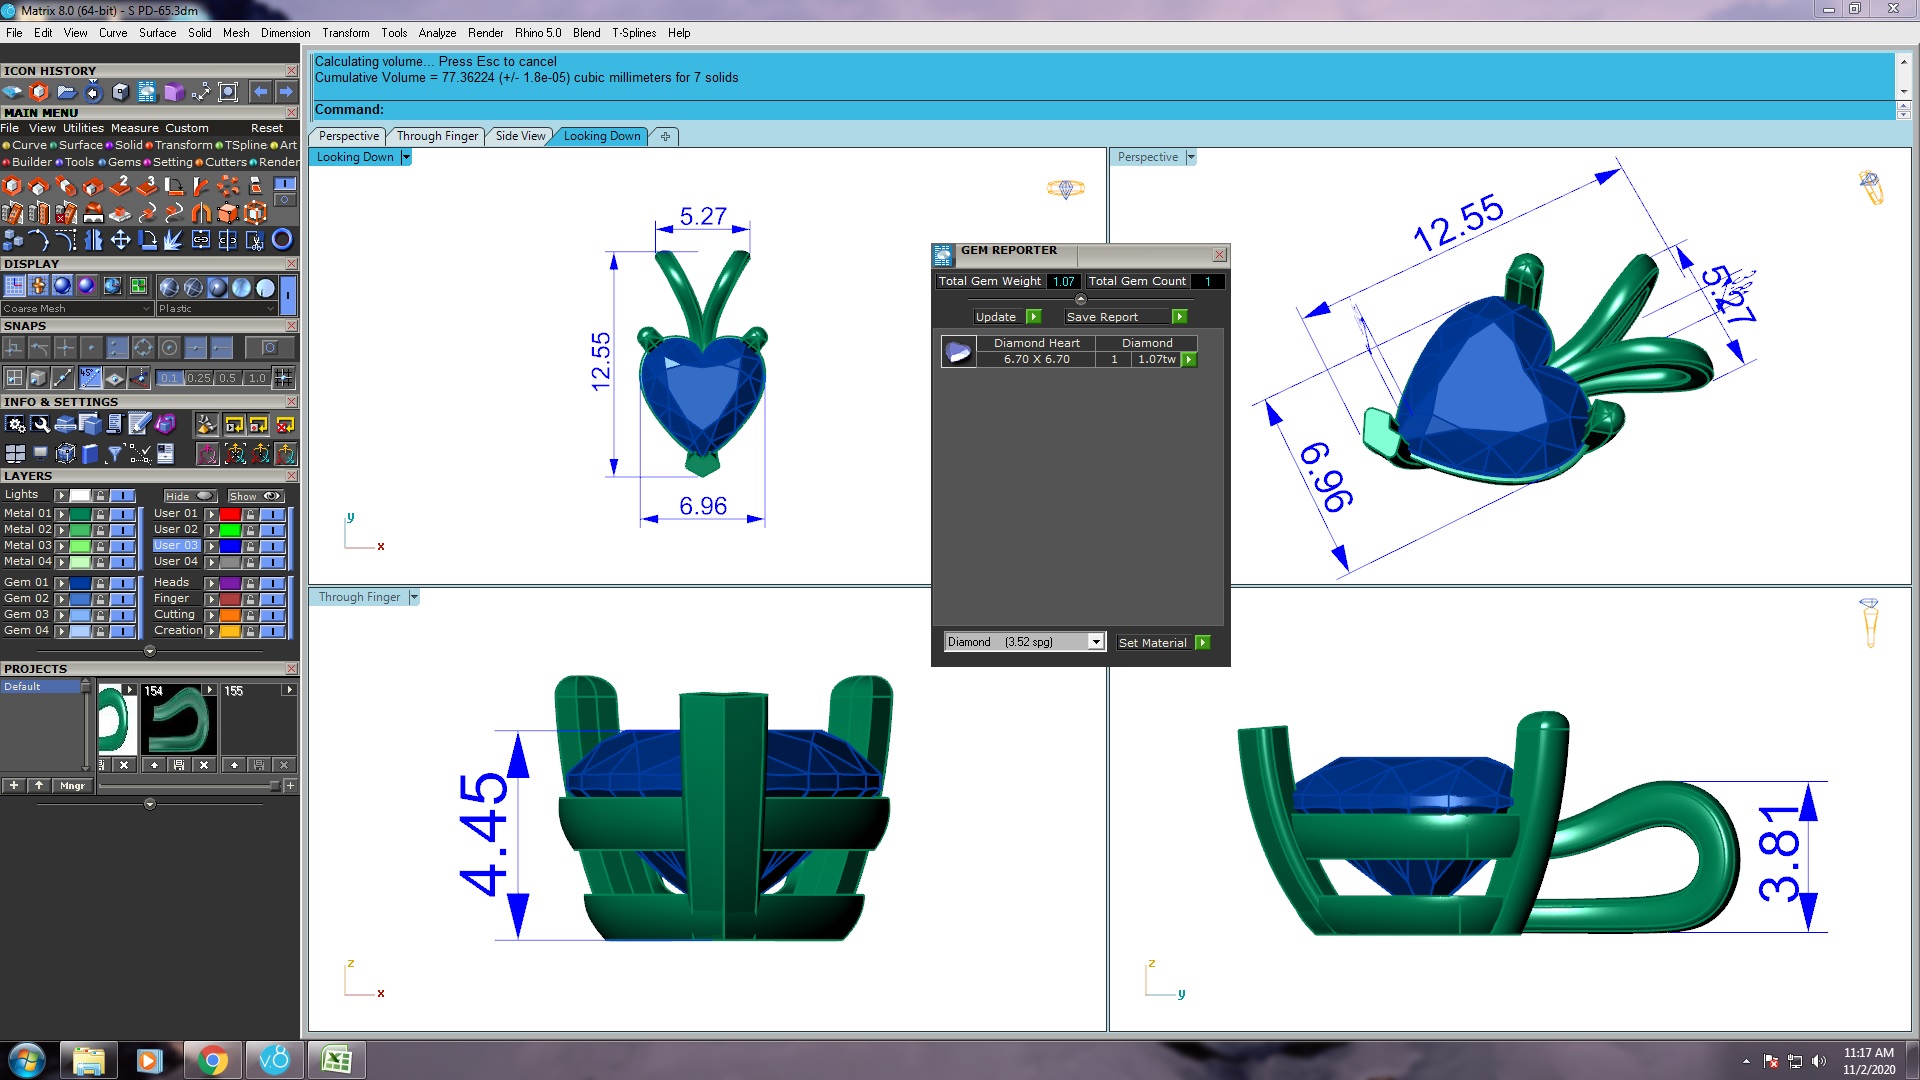 Matrix 8.0 (64-bit) - S PD-65.3dm
File Edit View Curve Surface Solid Mesh Dimension Transform Tools Analyze Render Rhino 5.0 Blend T-Splines Help
ICON HISTORY
Calculating volume... Press Esc to cancel
Cumulative Volume = 77.36224 (+/- 1.8e-05) cubic millimeters for 7 solids
Command:
MAIN MENU
File View Utilities Measure Custom Reset
Curve Surface Solid Transform TSpline Art
Builder Tools Gems Setting Cutters Render
Perspective Through Finger Side View Looking Down
Looking Down
Perspective
DISPLAY
Coarse Mesh Plastic
SNAPS
45°
0.1 0.25 0.5 1.0
INFO & SETTINGS
LAYERS
Lights Hide Show
Metal 01 User 01
Metal 02 User 02
Metal 03 User 03
Metal 04 User 04
Gem 01 Heads
Gem 02 Finger
Gem 03 Cutting
Gem 04 Creation
PROJECTS
Default
154 155
Mngr
5.27
12.55
6.96
y
x
GEM REPORTER
Total Gem Weight 1.07 Total Gem Count 1
Update Save Report
Diamond Heart Diamond
6.70 X 6.70 1 1.07tw
Diamond (3.52 spg) Set Material
12.55
5.27
6.96
Through Finger
4.45
z
x
3.81
z
y
v8
11:17 AM
11/2/2020